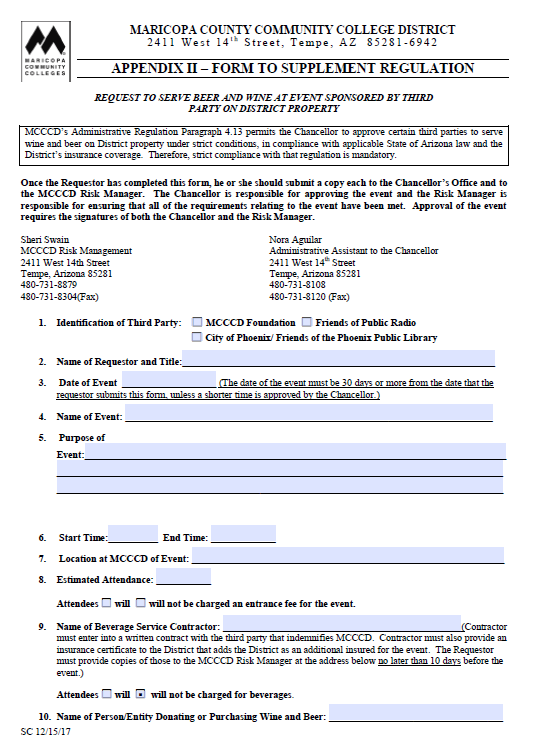 MARICOPA
COMMUNITY
COLLEGES
MARICOPA COUNTY COMMUNITY COLLEGE DISTRICT
2411 West 14th Street, Tempe, AZ 85281-6942
APPENDIX II – FORM TO SUPPLEMENT REGULATION
REQUEST TO SERVE BEER AND WINE AT EVENT SPONSORED BY THIRD
PARTY ON DISTRICT PROPERTY
MCCCD's Administrative Regulation Paragraph 4.13 permits the Chancellor to approve certain third parties to serve
wine and beer on District property under strict conditions, in compliance with applicable State of Arizona law and the
District's insurance coverage. Therefore, strict compliance with that regulation is mandatory.
Once the Requestor has completed this form, he or she should submit a copy each to the Chancellor's Office and to
the MCCCD Risk Manager. The Chancellor is responsible for approving the event and the Risk Manager is
responsible for ensuring that all of the requirements relating to the event have been met. Approval of the event
requires the signatures of both the Chancellor and the Risk Manager.
Sheri Swain
MCCCD Risk Management
2411 West 14th Street
Tempe, Arizona 85281
480-731-8879
480-731-8304(Fax)
Nora Aguilar
Administrative Assistant to the Chancellor
2411 West 14th Street
Tempe, Arizona 85281
480-731-8108
480-731-8120 (Fax)
1. Identification of Third Party: MCCCD Foundation Friends of Public Radio
City of Phoenix/ Friends of the Phoenix Public Library
2. Name of Requestor and Title:
3. Date of Event (The date of the event must be 30 days or more from the date that the
requestor submits this form, unless a shorter time is approved by the Chancellor.)
4. Name of Event:
5. Purpose of
Event:
6. Start Time: End Time:
7. Location at MCCCD of Event:
8. Estimated Attendance:
Attendees will will not be charged an entrance fee for the event.
9. Name of Beverage Service Contractor: (Contractor
must enter into a written contract with the third party that indemnifies MCCCD. Contractor must also provide an
insurance certificate to the District that adds the District as an additional insured for the event. The Requestor
must provide copies of those to the MCCCD Risk Manager at the address below no later than 10 days before the
event.)
Attendees will will not be charged for beverages.
10. Name of Person/Entity Donating or Purchasing Wine and Beer:
SC 12/15/17